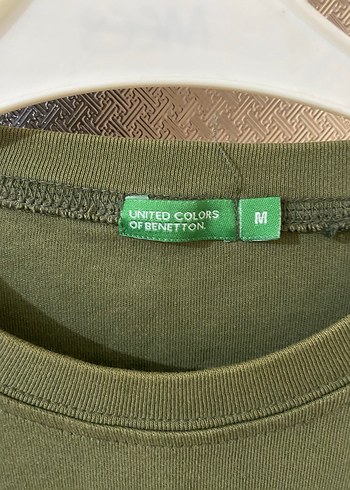 UNITED COLORS
OF BENETTON.
M